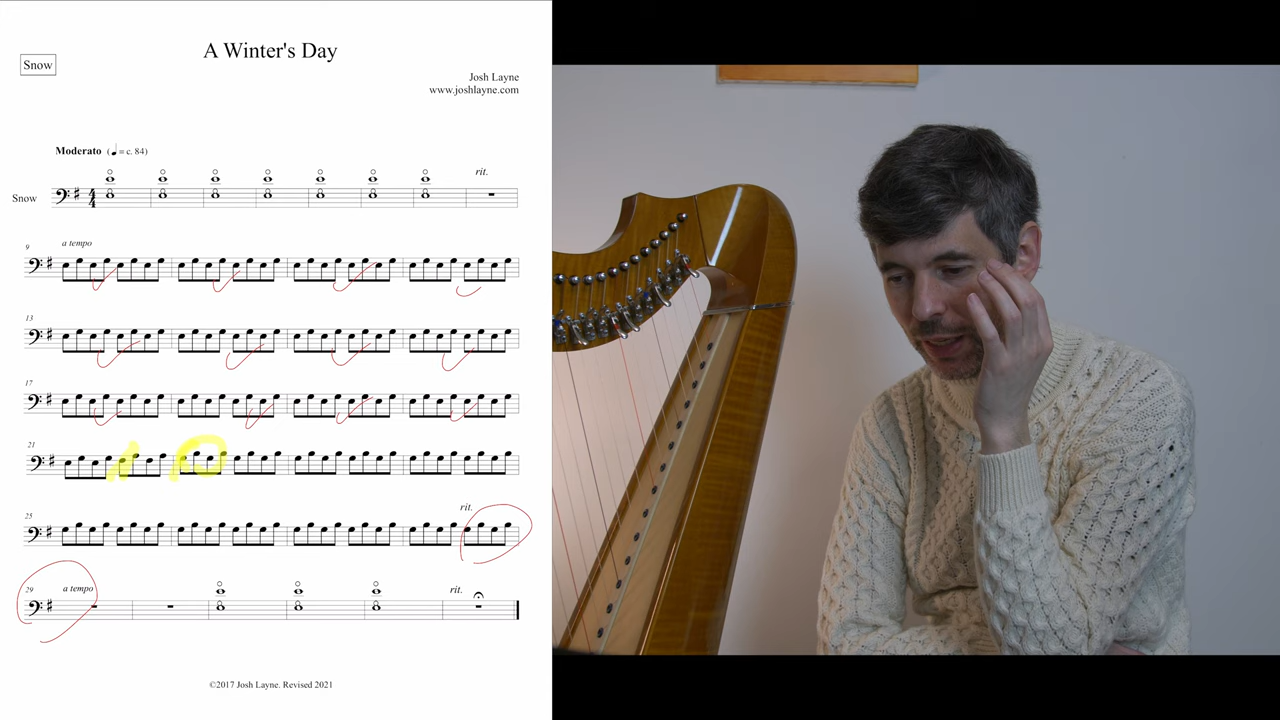 A Winter's Day
Snow
Josh Layne
www.joshlayne.com
Moderato (♩ = c. 84)
rit.
Snow
9
a tempo
13
17
21
25
rit.
29
a tempo
rit.
©2017 Josh Layne. Revised 2021